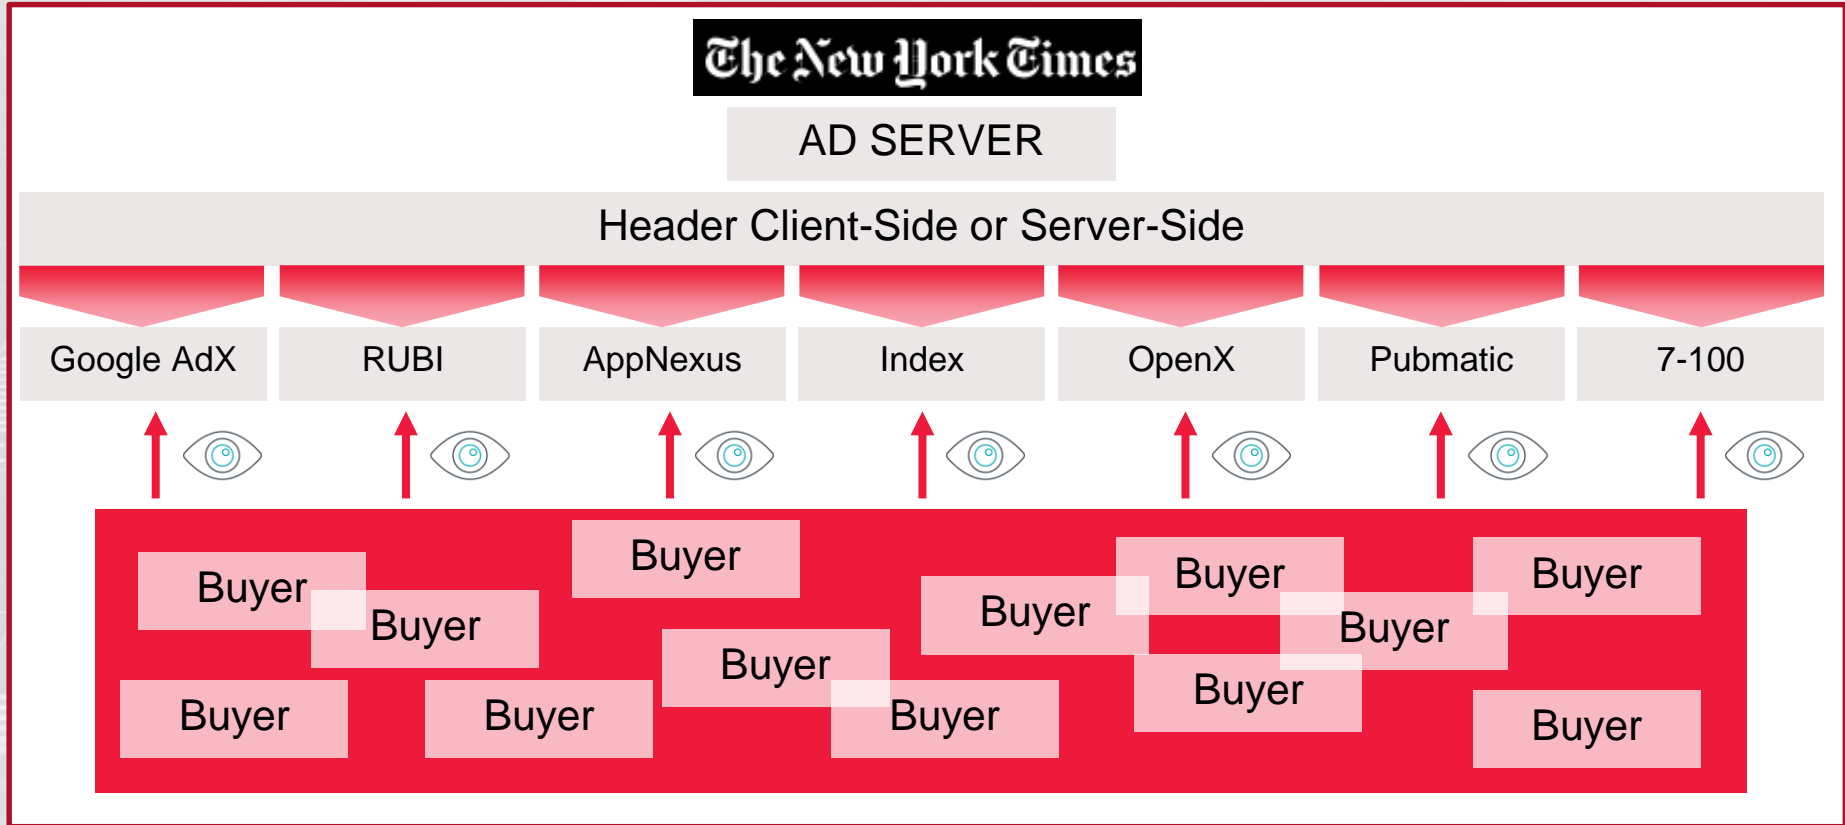 The New York Times
AD SERVER
Header Client-Side or Server-Side
Google AdX
RUBI
AppNexus
Index
OpenX
Pubmatic
7-100
Buyer
Buyer
Buyer
Buyer
Buyer
Buyer
Buyer
Buyer
Buyer
Buyer
Buyer
Buyer
Buyer